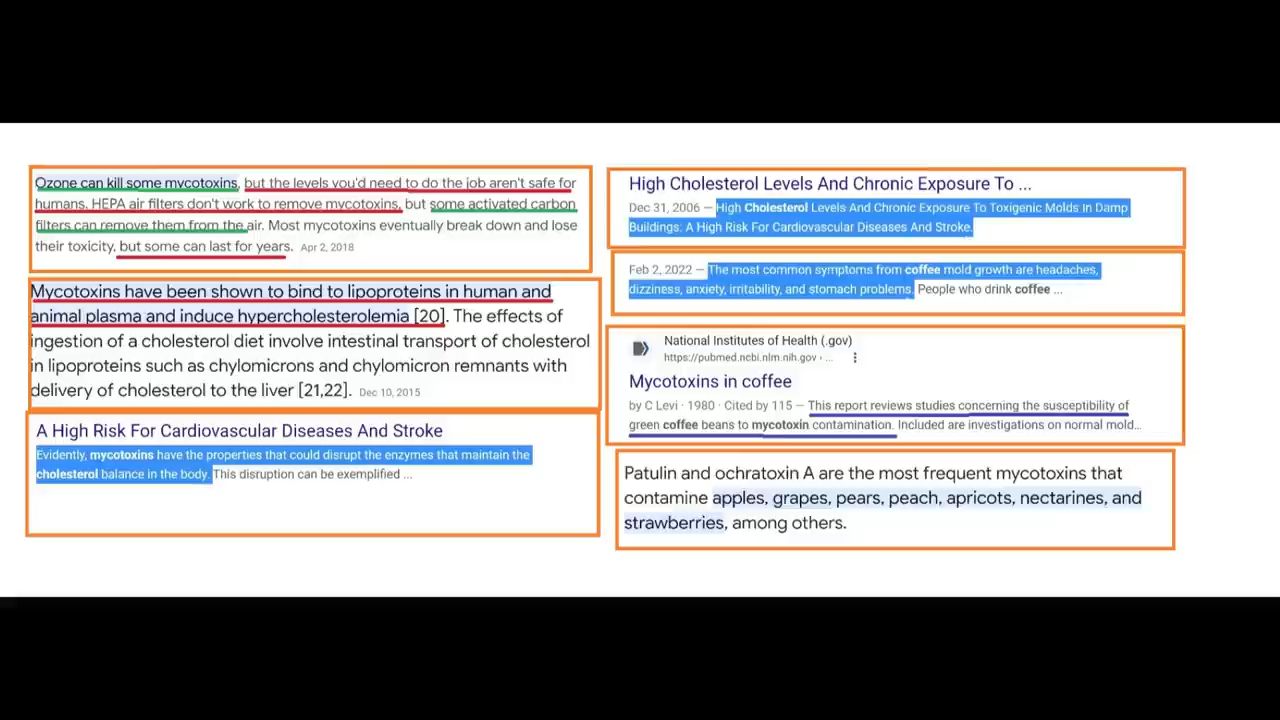 Ozone can kill some mycotoxins, but the levels you'd need to do the job aren't safe for
humans. HEPA air filters don't work to remove mycotoxins, but some activated carbon
filters can remove them from the air. Most mycotoxins eventually break down and lose
their toxicity, but some can last for years. Apr 2, 2018
Mycotoxins have been shown to bind to lipoproteins in human and
animal plasma and induce hypercholesterolemia [20]. The effects of
ingestion of a cholesterol diet involve intestinal transport of cholesterol
in lipoproteins such as chylomicrons and chylomicron remnants with
delivery of cholesterol to the liver [21,22]. Dec 10, 2015
A High Risk For Cardiovascular Diseases And Stroke
Evidently, mycotoxins have the properties that could disrupt the enzymes that maintain the
cholesterol balance in the body. This disruption can be exemplified ...
High Cholesterol Levels And Chronic Exposure To ...
Dec 31, 2006 — High Cholesterol Levels And Chronic Exposure To Toxigenic Molds In Damp
Buildings: A High Risk For Cardiovascular Diseases And Stroke.
Feb 2, 2022 — The most common symptoms from coffee mold growth are headaches,
dizziness, anxiety, irritability, and stomach problems. People who drink coffee ...
National Institutes of Health (.gov)
https://pubmed.ncbi.nlm.nih.gov › ...
Mycotoxins in coffee
by C Levi · 1980 · Cited by 115 — This report reviews studies concerning the susceptibility of
green coffee beans to mycotoxin contamination. Included are investigations on normal mold...
Patulin and ochratoxin A are the most frequent mycotoxins that
contamine apples, grapes, pears, peach, apricots, nectarines, and
strawberries, among others.